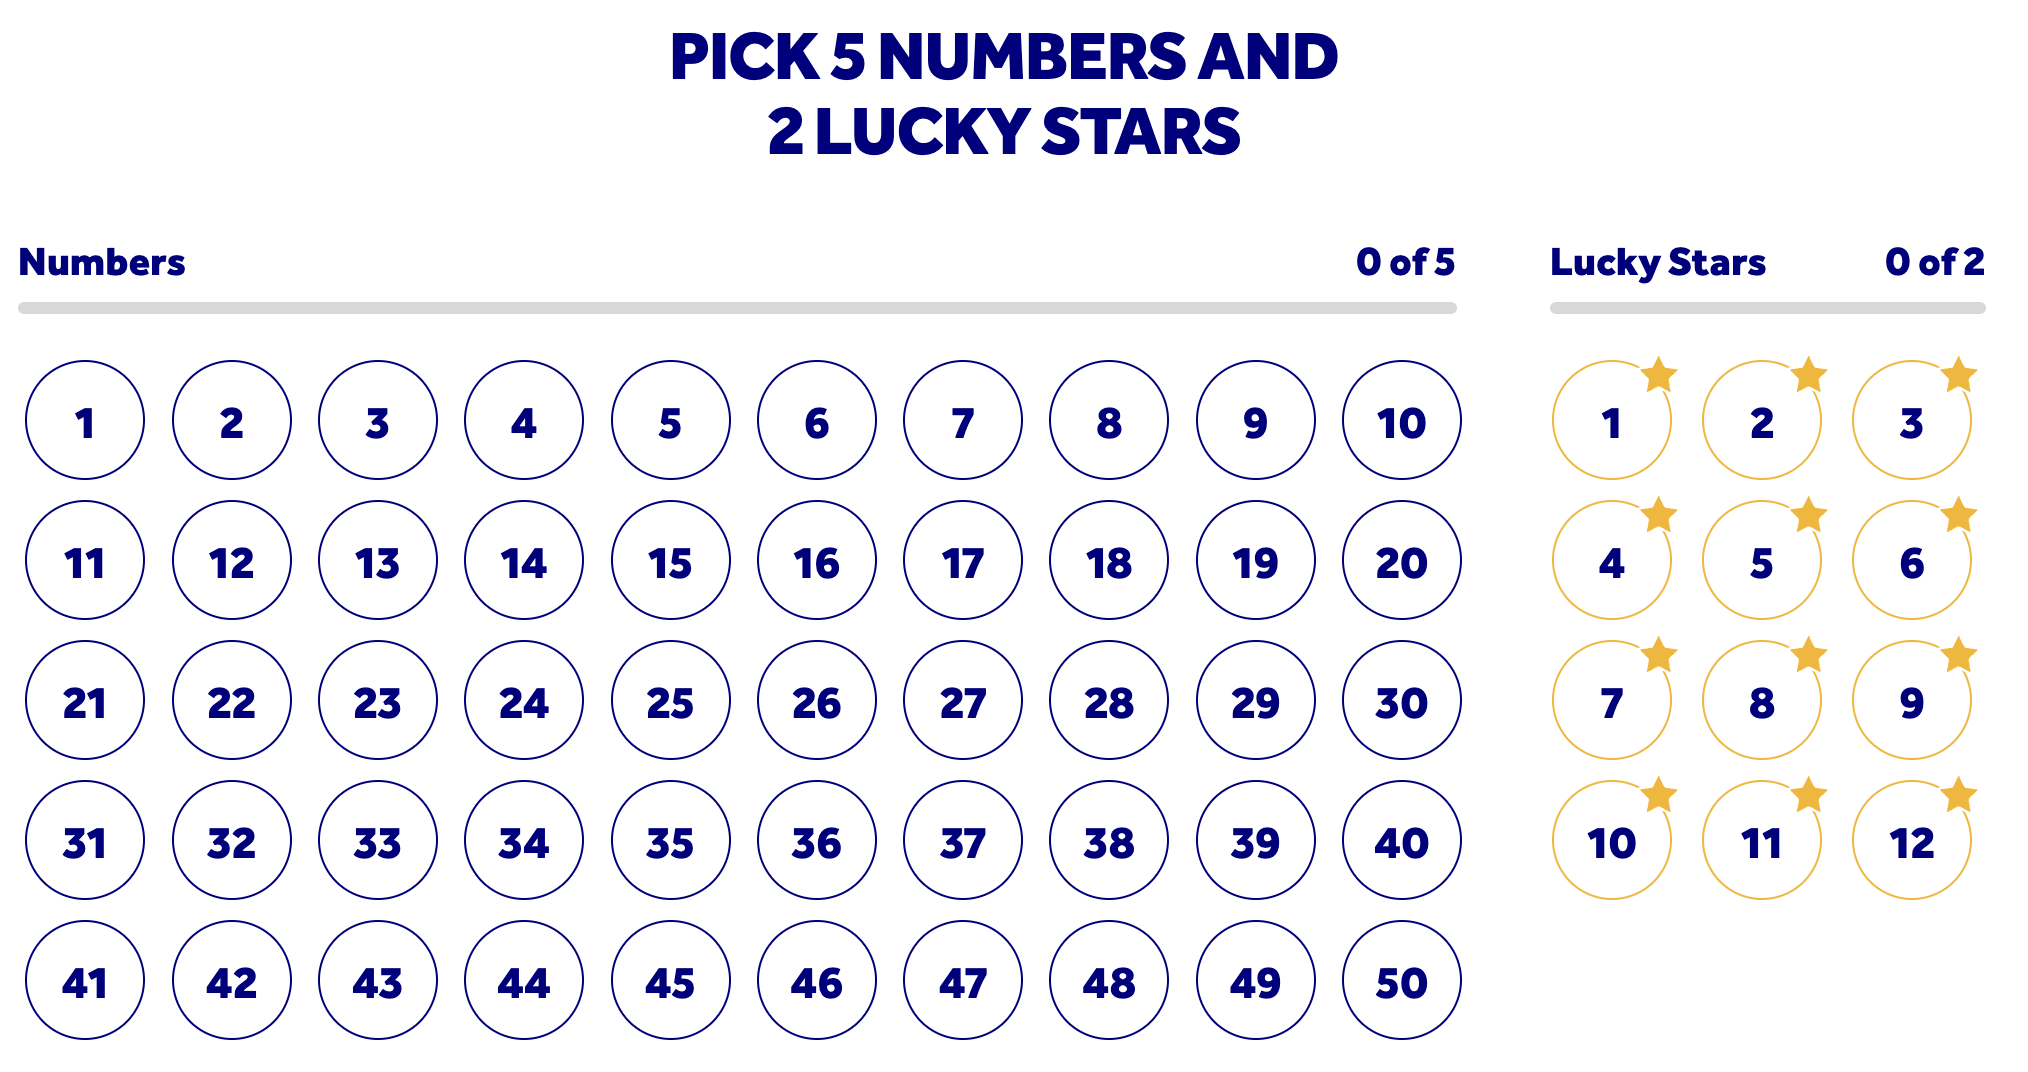 PICK 5 NUMBERS AND
2 LUCKY STARS
Numbers 0 of 5
Lucky Stars 0 of 2
1 2 3 4 5 6 7 8 9 10
11 12 13 14 15 16 17 18 19 20
21 22 23 24 25 26 27 28 29 30
31 32 33 34 35 36 37 38 39 40
41 42 43 44 45 46 47 48 49 50
1 2 3
4 5 6
7 8 9
10 11 12